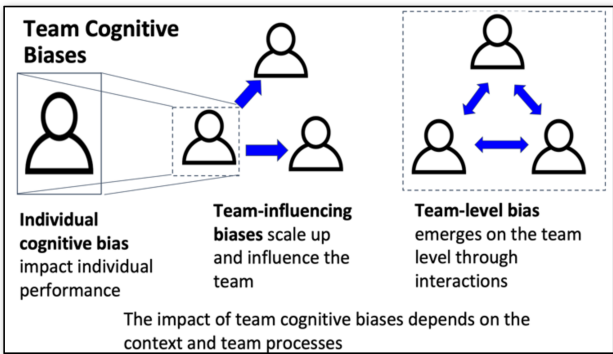 Team Cognitive
Biases
Individual
cognitive bias
impact individual
performance
Team-influencing
biases scale up
and influence the
team
Team-level bias
emerges on the team
level through
interactions
The impact of team cognitive biases depends on the
context and team processes